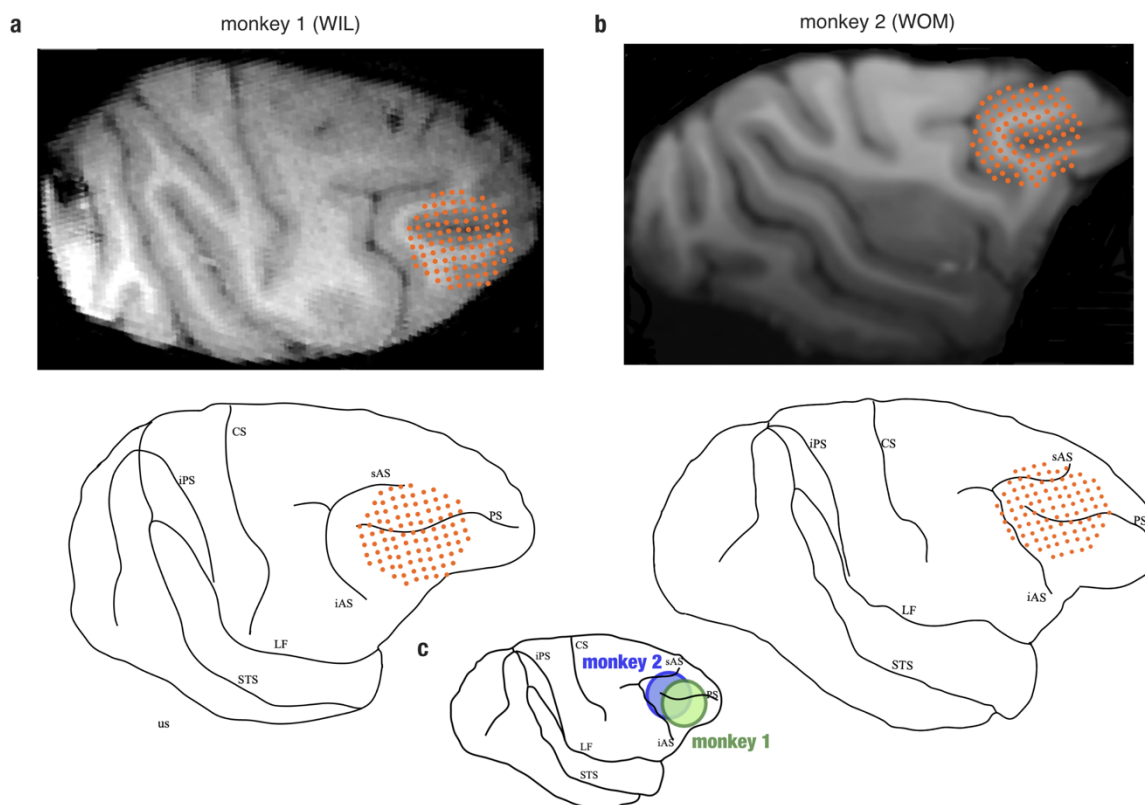 a
monkey 1 (WIL)
b
monkey 2 (WOM)
CS
iPS
sAS
PS
iAS
LF
STS
us
iPS
CS
sAS
PS
iAS
LF
STS
c
CS
iPS
monkey 2
sAS
PS
iAS
monkey 1
LF
STS